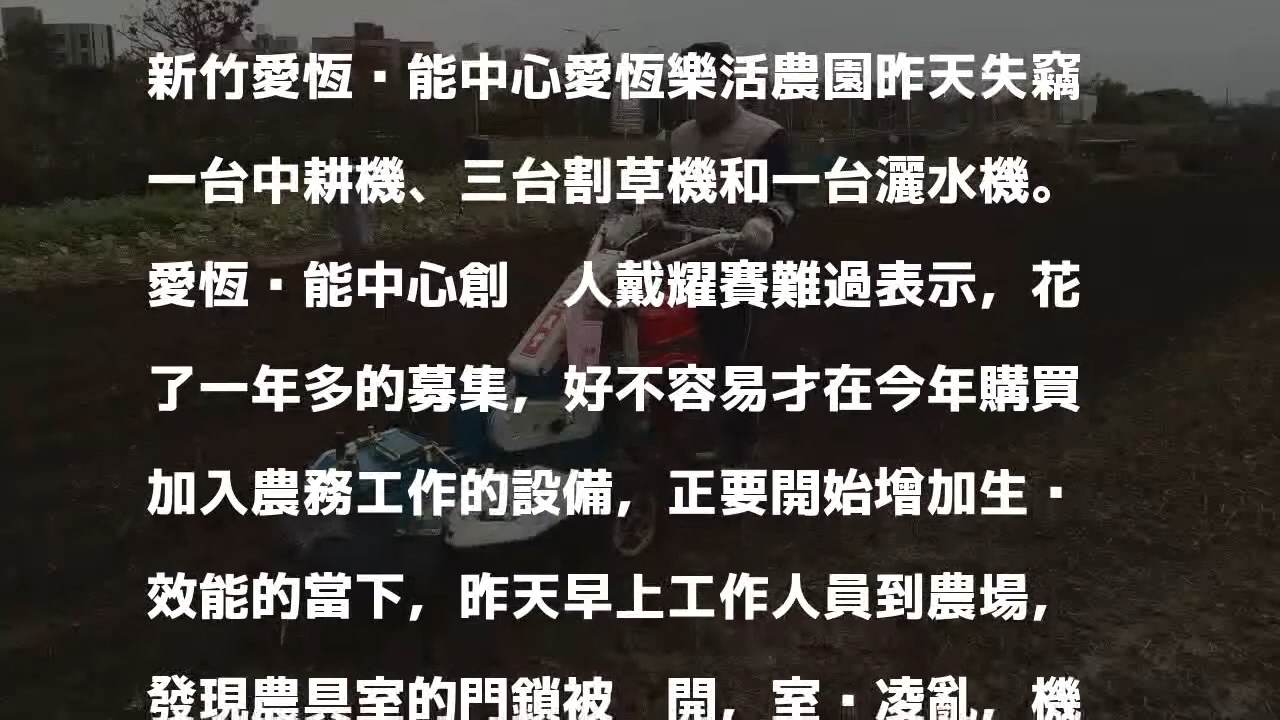 新竹愛恆·能中心愛恆樂活農園昨天失竊
一台中耕機、三台割草機和一台灑水機。
愛恆·能中心創　人戴耀賽難過表示，花
了一年多的募集，好不容易才在今年購買
加入農務工作的設備，正要開始增加生·
效能的當下，昨天早上工作人員到農場，
發現農具室的門鎖被　開，室·凌亂，機